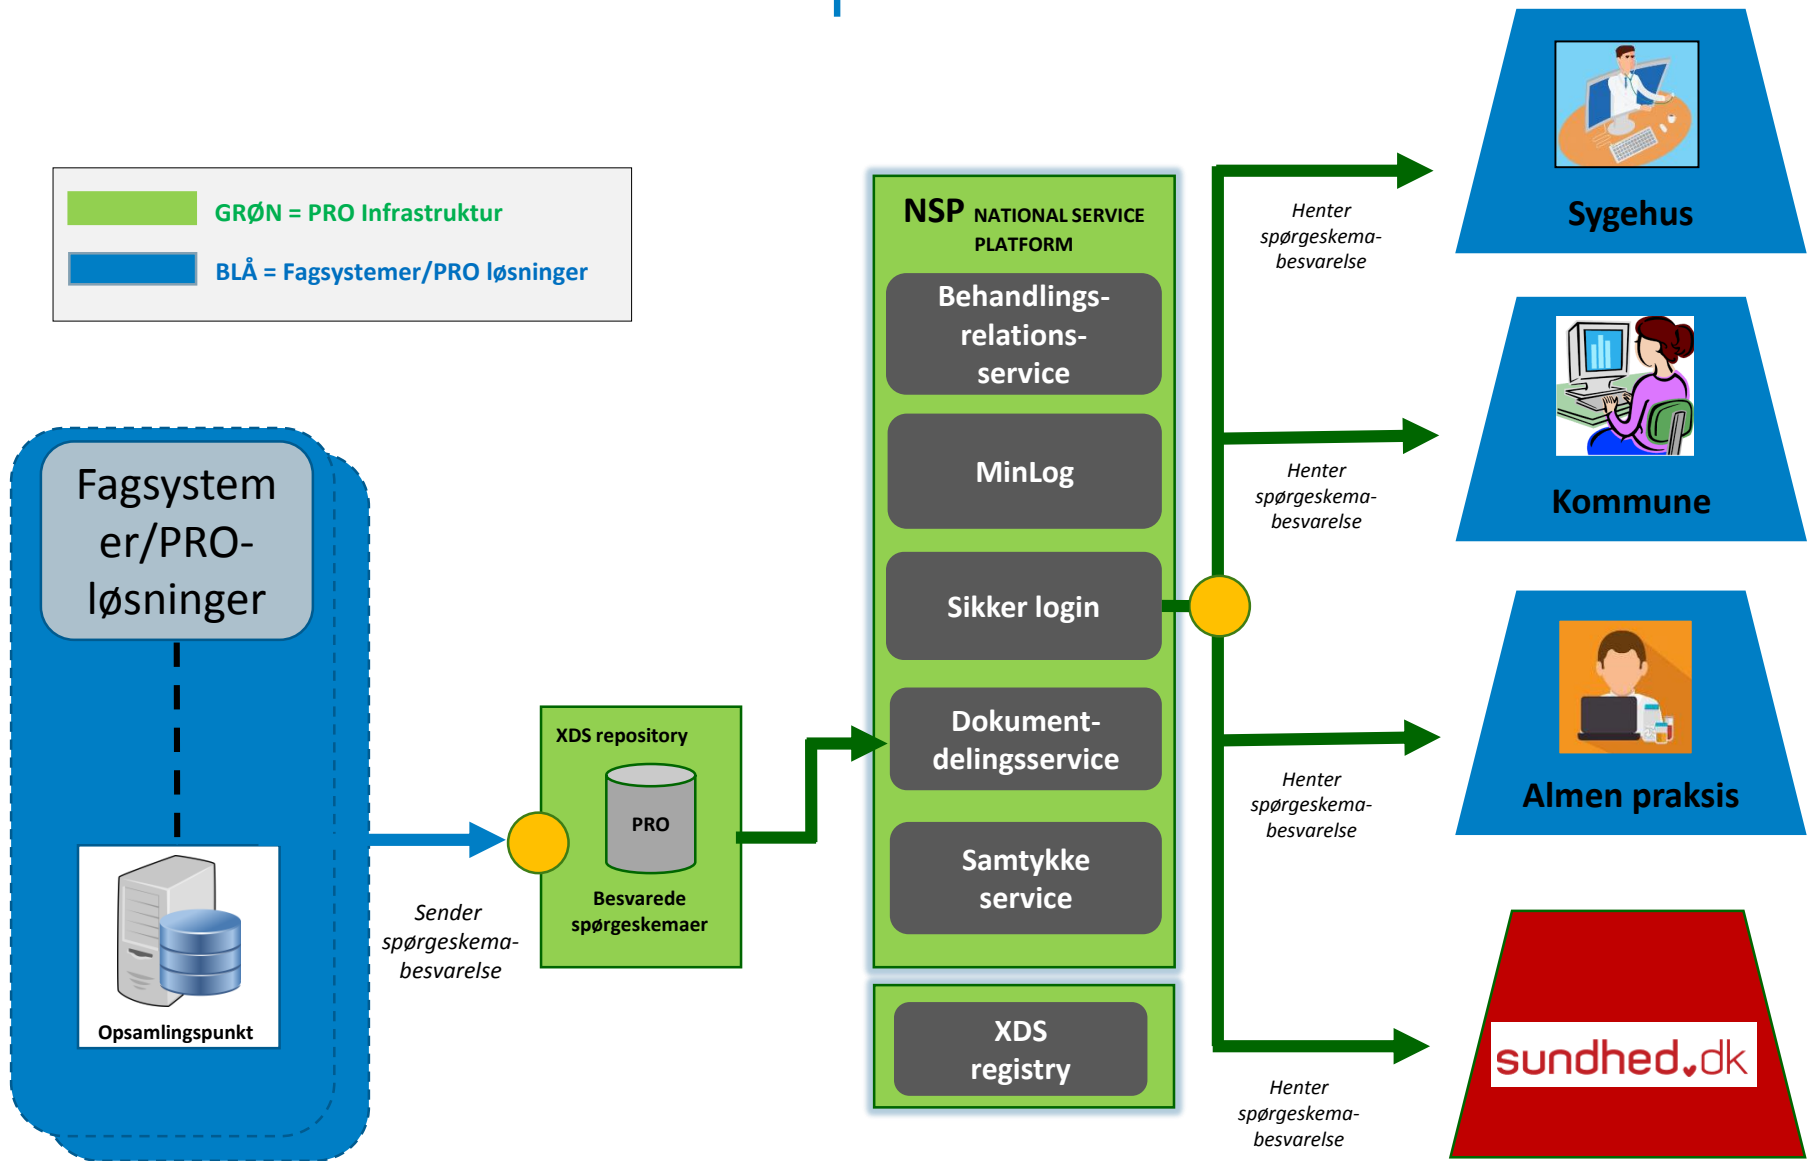 GRØN = PRO Infrastruktur
BLÅ = Fagsystemer/PRO løsninger
Fagsystem
er/PRO-
løsninger
Opsamlingspunkt
Sender
spørgeskema-
besvarelse
XDS repository
PRO
Besvarede
spørgeskemaer
NSP NATIONAL SERVICE
PLATFORM
Behandlings-
relations-
service
MinLog
Sikker login
Dokument-
delingsservice
Samtykke
service
XDS
registry
Henter
spørgeskema-
besvarelse
Sygehus
Henter
spørgeskema-
besvarelse
Kommune
Henter
spørgeskema-
besvarelse
Almen praksis
Henter
spørgeskema-
besvarelse
sundhed.dk